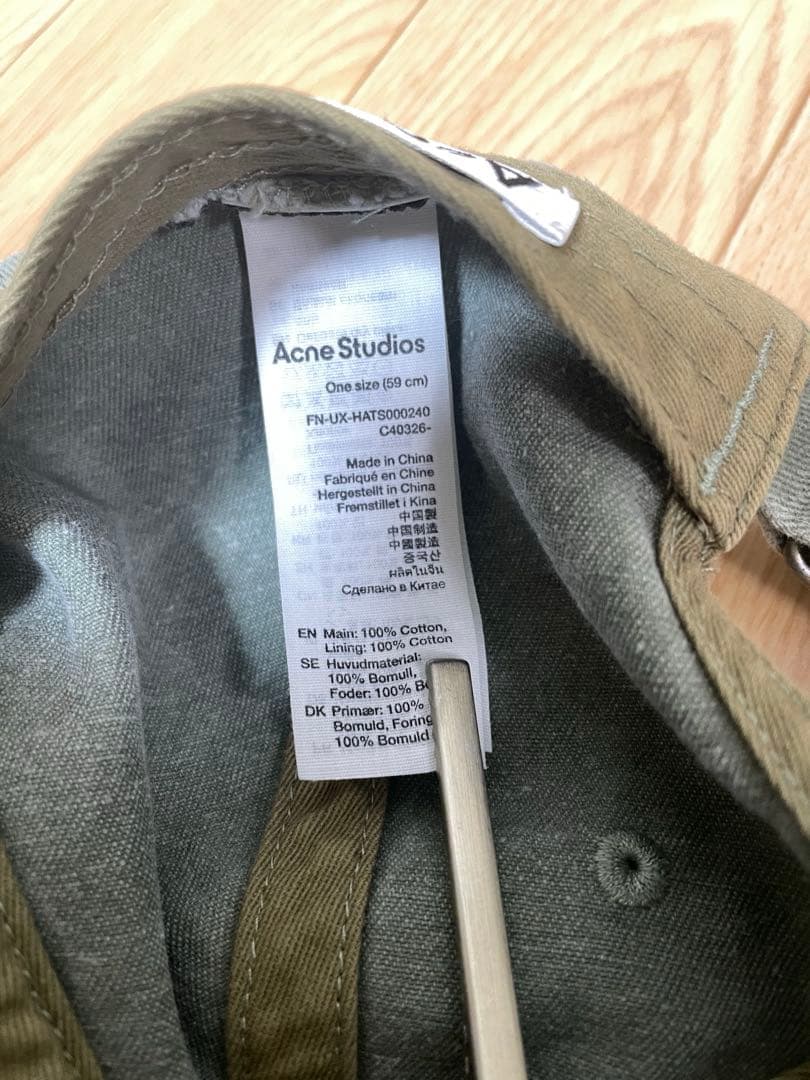 Acne Studios
One size (59 cm)
FN-UX-HATS000240
C40326-
Made in China
Fabriqué en Chine
Hergestellt in China
Fremstillet i Kina
中国製
中国制造
中國製造
중국산
ผลิตในจีน
Сделано в Китае
EN Main: 100% Cotton,
Lining: 100% Cotton
SE Huvudmaterial:
100% Bomull,
Foder: 100%
DK Primær: 100%
Bomuld,
100% Bomuld